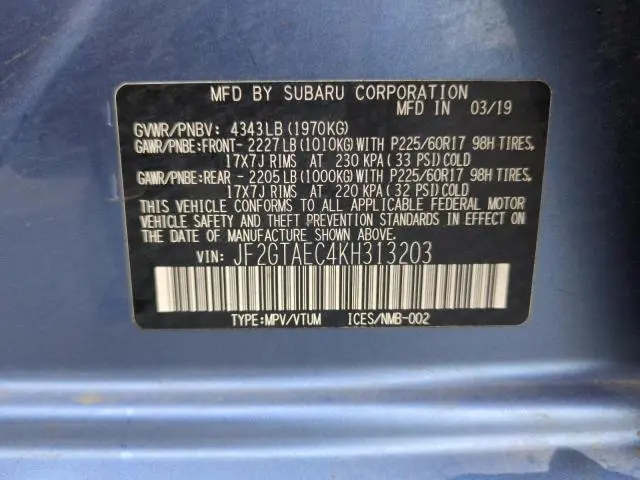 MFD BY SUBARU CORPORATION
MFD IN 03/19
GVWR/PNBV: 4343LB (1970KG)
GAWR/PNBE:FRONT- 2227LB (1010KG) WITH P225/60R17 98H TIRES,
17X7J RIMS AT 230 KPA (33 PSI) COLD
GAWR/PNBE:REAR - 2205LB (1000KG) WITH P225/60R17 98H TIRES,
17X7J RIMS AT 220 KPA (32 PSI) COLD
THIS VEHICLE CONFORMS TO ALL APPLICABLE FEDERAL MOTOR
VEHICLE SAFETY AND THEFT PREVENTION STANDARDS IN EFFECT
ON THE DATE OF MANUFACTURE SHOWN ABOVE.
VIN: JF2GTAEC4KH313203
TYPE:MPV/VTUM ICES/NMB-002